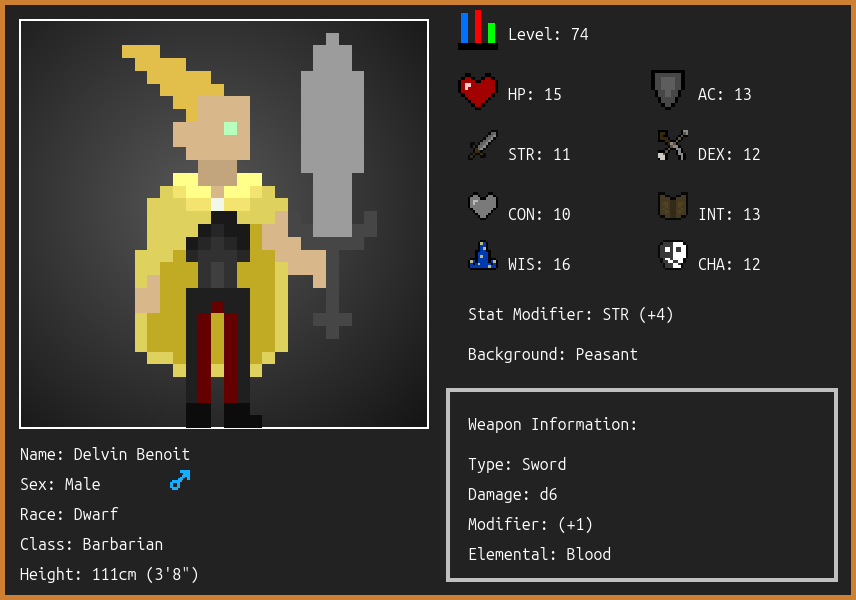 Level: 74
HP: 15
AC: 13
STR: 11
DEX: 12
CON: 10
INT: 13
WIS: 16
CHA: 12
Stat Modifier: STR (+4)
Background: Peasant
Weapon Information:
Type: Sword
Damage: d6
Modifier: (+1)
Elemental: Blood
Name: Delvin Benoit
Sex: Male
Race: Dwarf
Class: Barbarian
Height: 111cm (3'8")